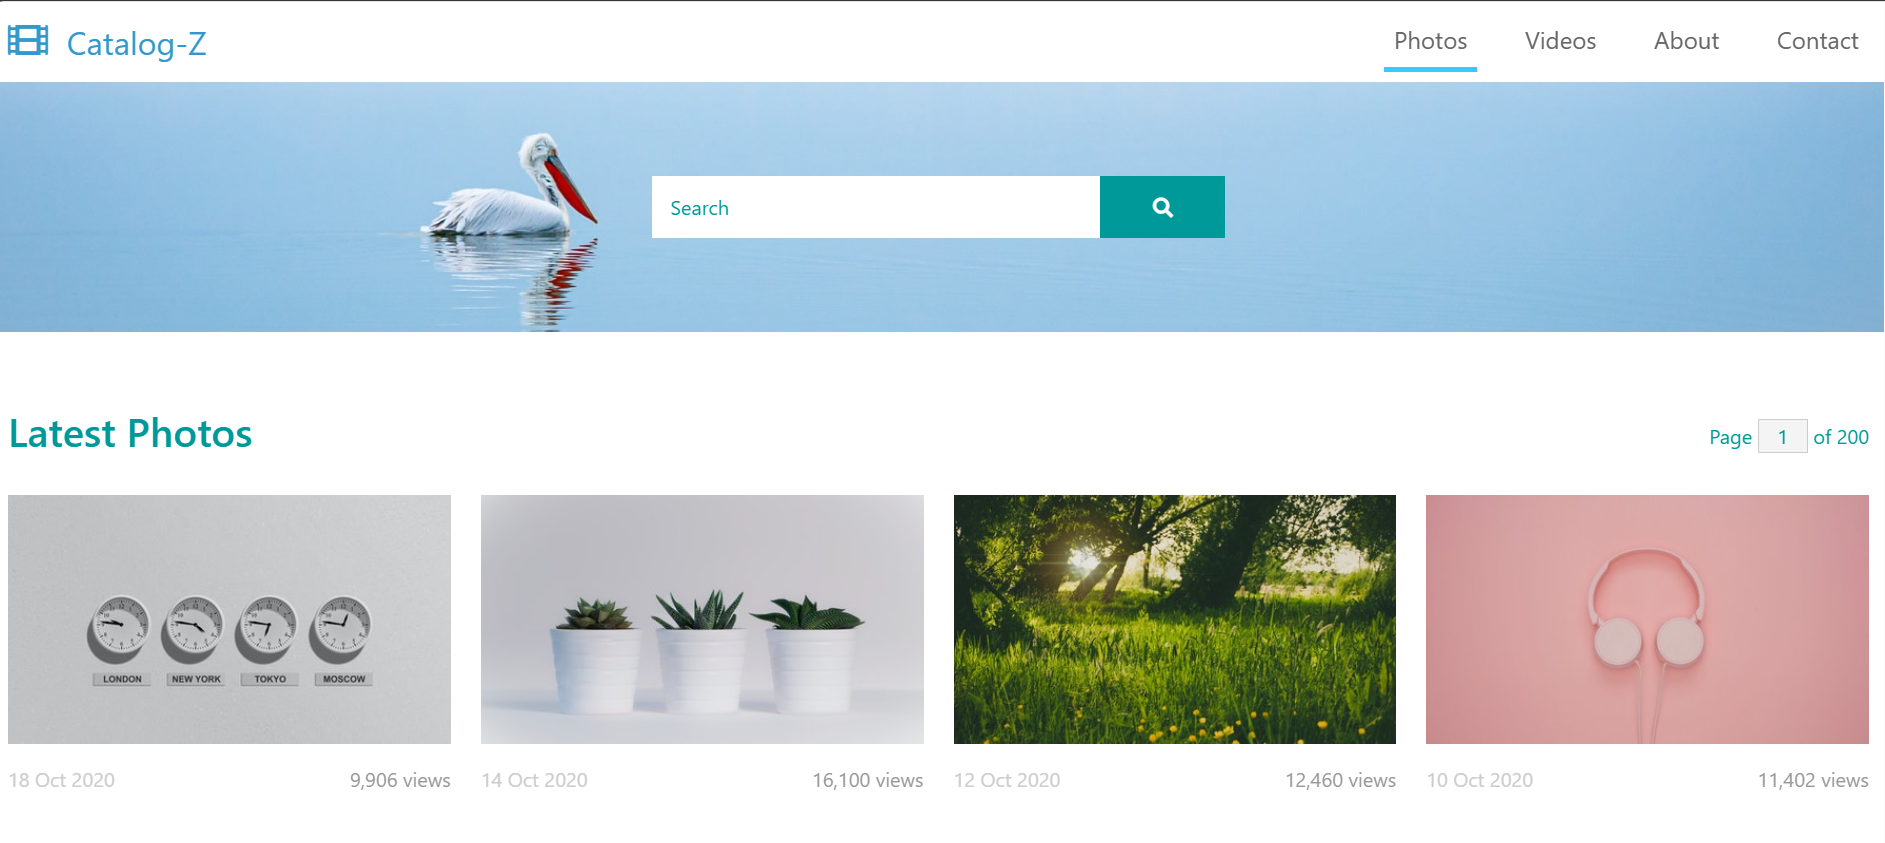 Catalog-Z
Photos Videos About Contact
Search
Latest Photos
Page 1 of 200
LONDON NEW YORK TOKYO MOSCOW
18 Oct 2020 9,906 views
14 Oct 2020 16,100 views
12 Oct 2020 12,460 views
10 Oct 2020 11,402 views